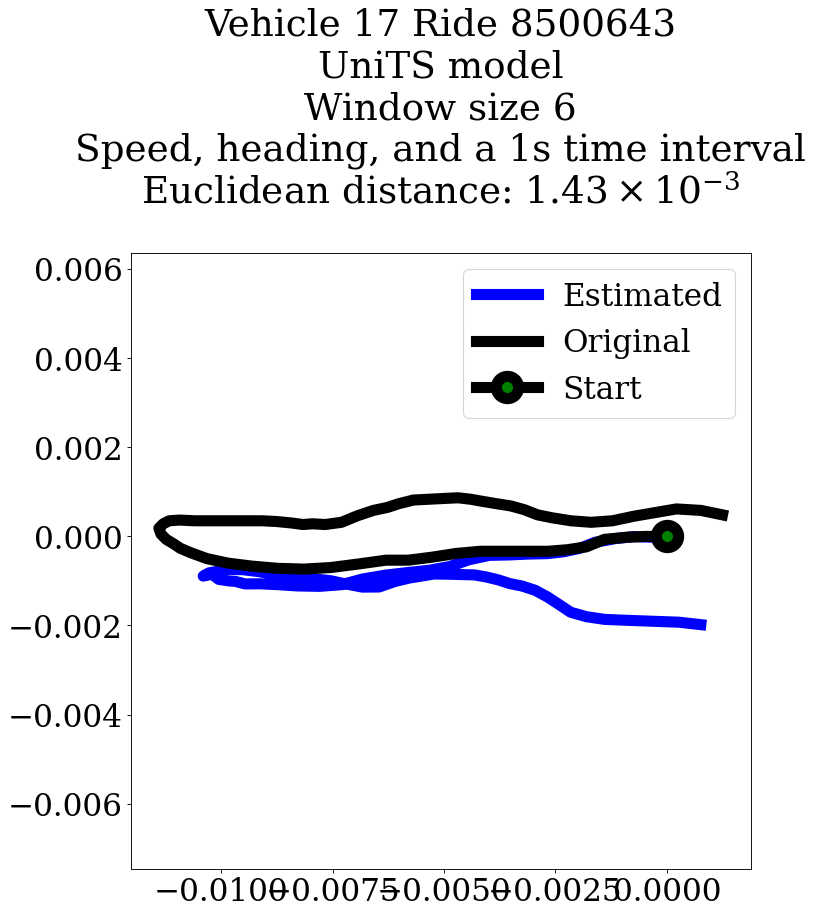 Vehicle 17 Ride 8500643
UniTS model
Window size 6
Speed, heading, and a 1s time interval
Euclidean distance: 1.43 × 10⁻³
Estimated
Original
Start
0.006
0.004
0.002
0.000
−0.002
−0.004
−0.006
−0.0100 −0.0075 −0.0050 −0.0025 0.0000